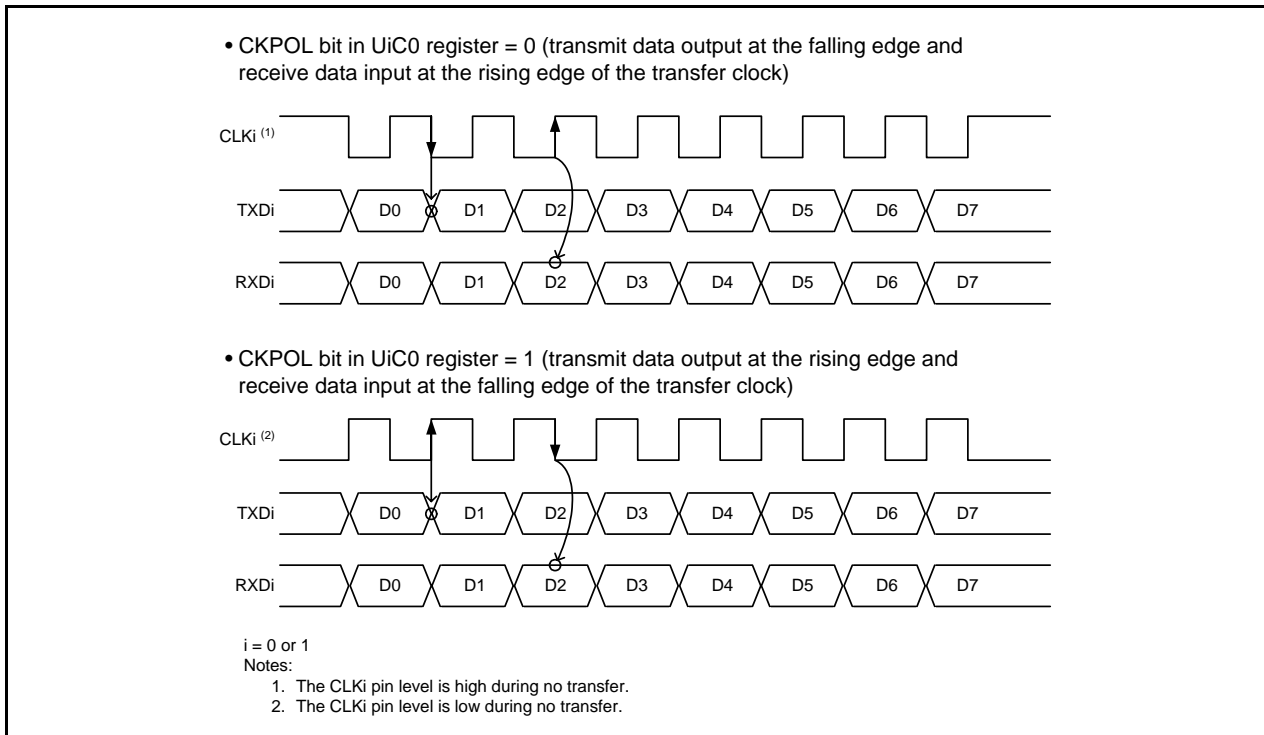 • CKPOL bit in UiC0 register = 0 (transmit data output at the falling edge and
receive data input at the rising edge of the transfer clock)
CLKi (1)
TXDi D0 D1 D2 D3 D4 D5 D6 D7
RXDi D0 D1 D2 D3 D4 D5 D6 D7
• CKPOL bit in UiC0 register = 1 (transmit data output at the rising edge and
receive data input at the falling edge of the transfer clock)
CLKi (2)
TXDi D0 D1 D2 D3 D4 D5 D6 D7
RXDi D0 D1 D2 D3 D4 D5 D6 D7
i = 0 or 1
Notes:
1. The CLKi pin level is high during no transfer.
2. The CLKi pin level is low during no transfer.